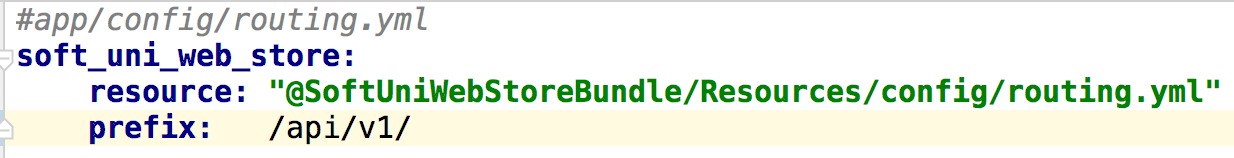 #app/config/routing.yml
soft_uni_web_store:
    resource: "@SoftUniWebStoreBundle/Resources/config/routing.yml"
    prefix:   /api/v1/